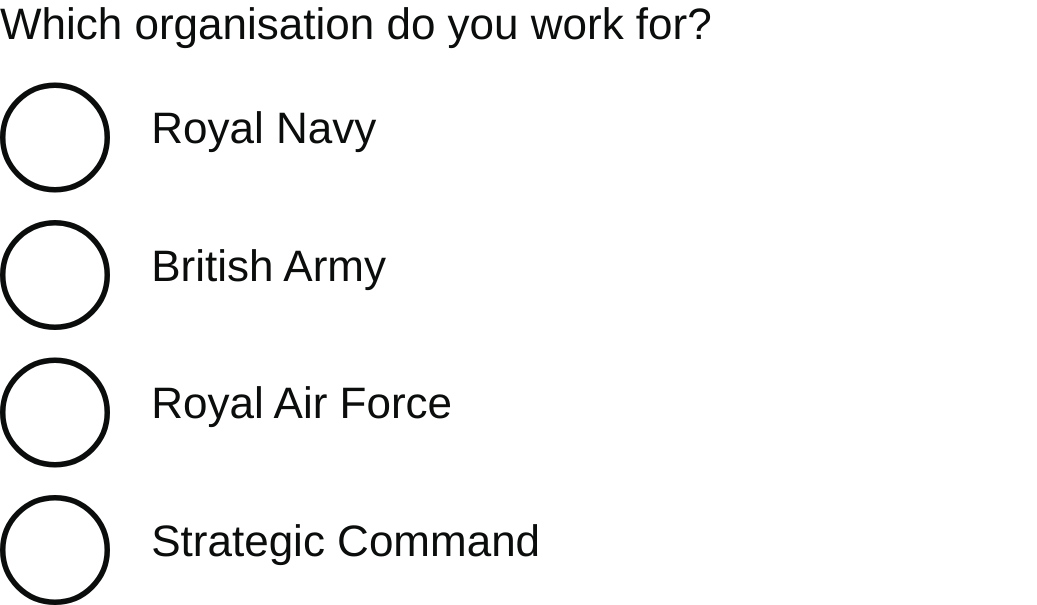 Which organisation do you work for?
Royal Navy
British Army
Royal Air Force
Strategic Command